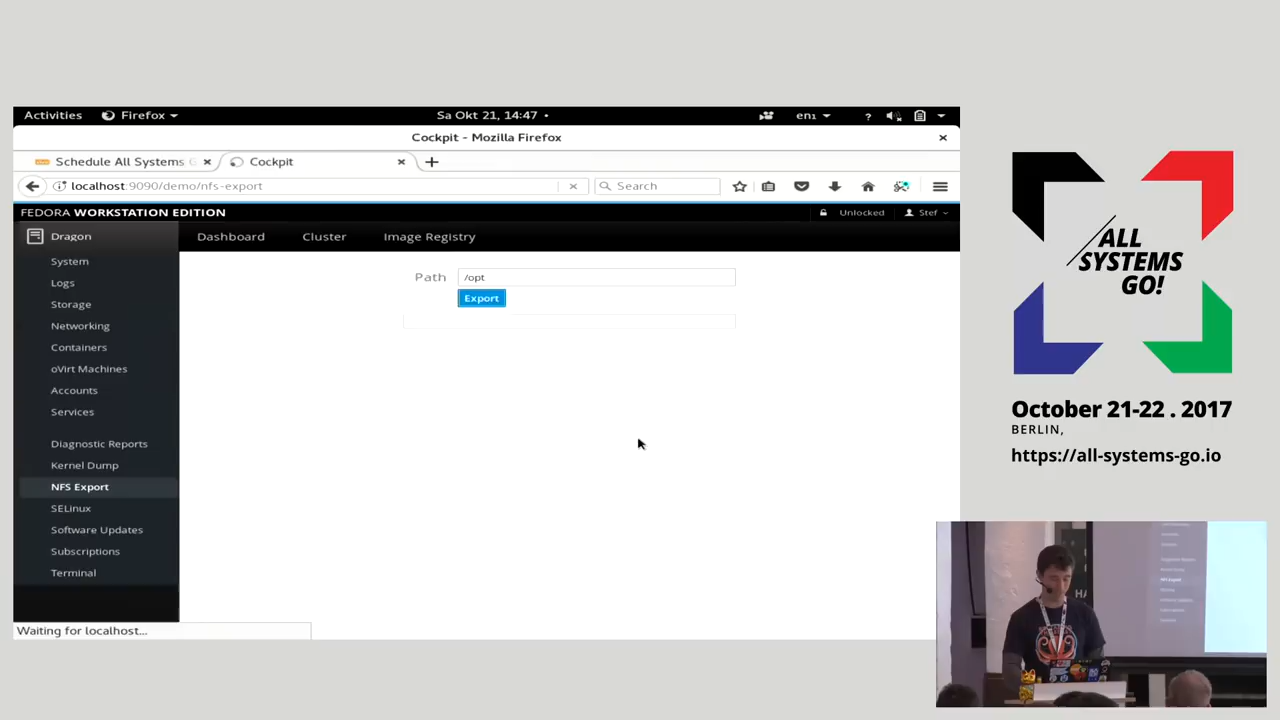 Activities
Firefox
Sa Okt 21, 14:47
en₁
?
Cockpit - Mozilla Firefox
Schedule All Systems G
Cockpit
localhost:9090/demo/nfs-export
Search
FEDORA WORKSTATION EDITION
Unlocked
Stef
Dragon
Dashboard
Cluster
Image Registry
System
Logs
Storage
Networking
Containers
oVirt Machines
Accounts
Services
Diagnostic Reports
Kernel Dump
NFS Export
SELinux
Software Updates
Subscriptions
Terminal
Path
/opt
Export
Waiting for localhost...
ALL
SYSTEMS
GO!
October 21-22 . 2017
BERLIN,
https://all-systems-go.io